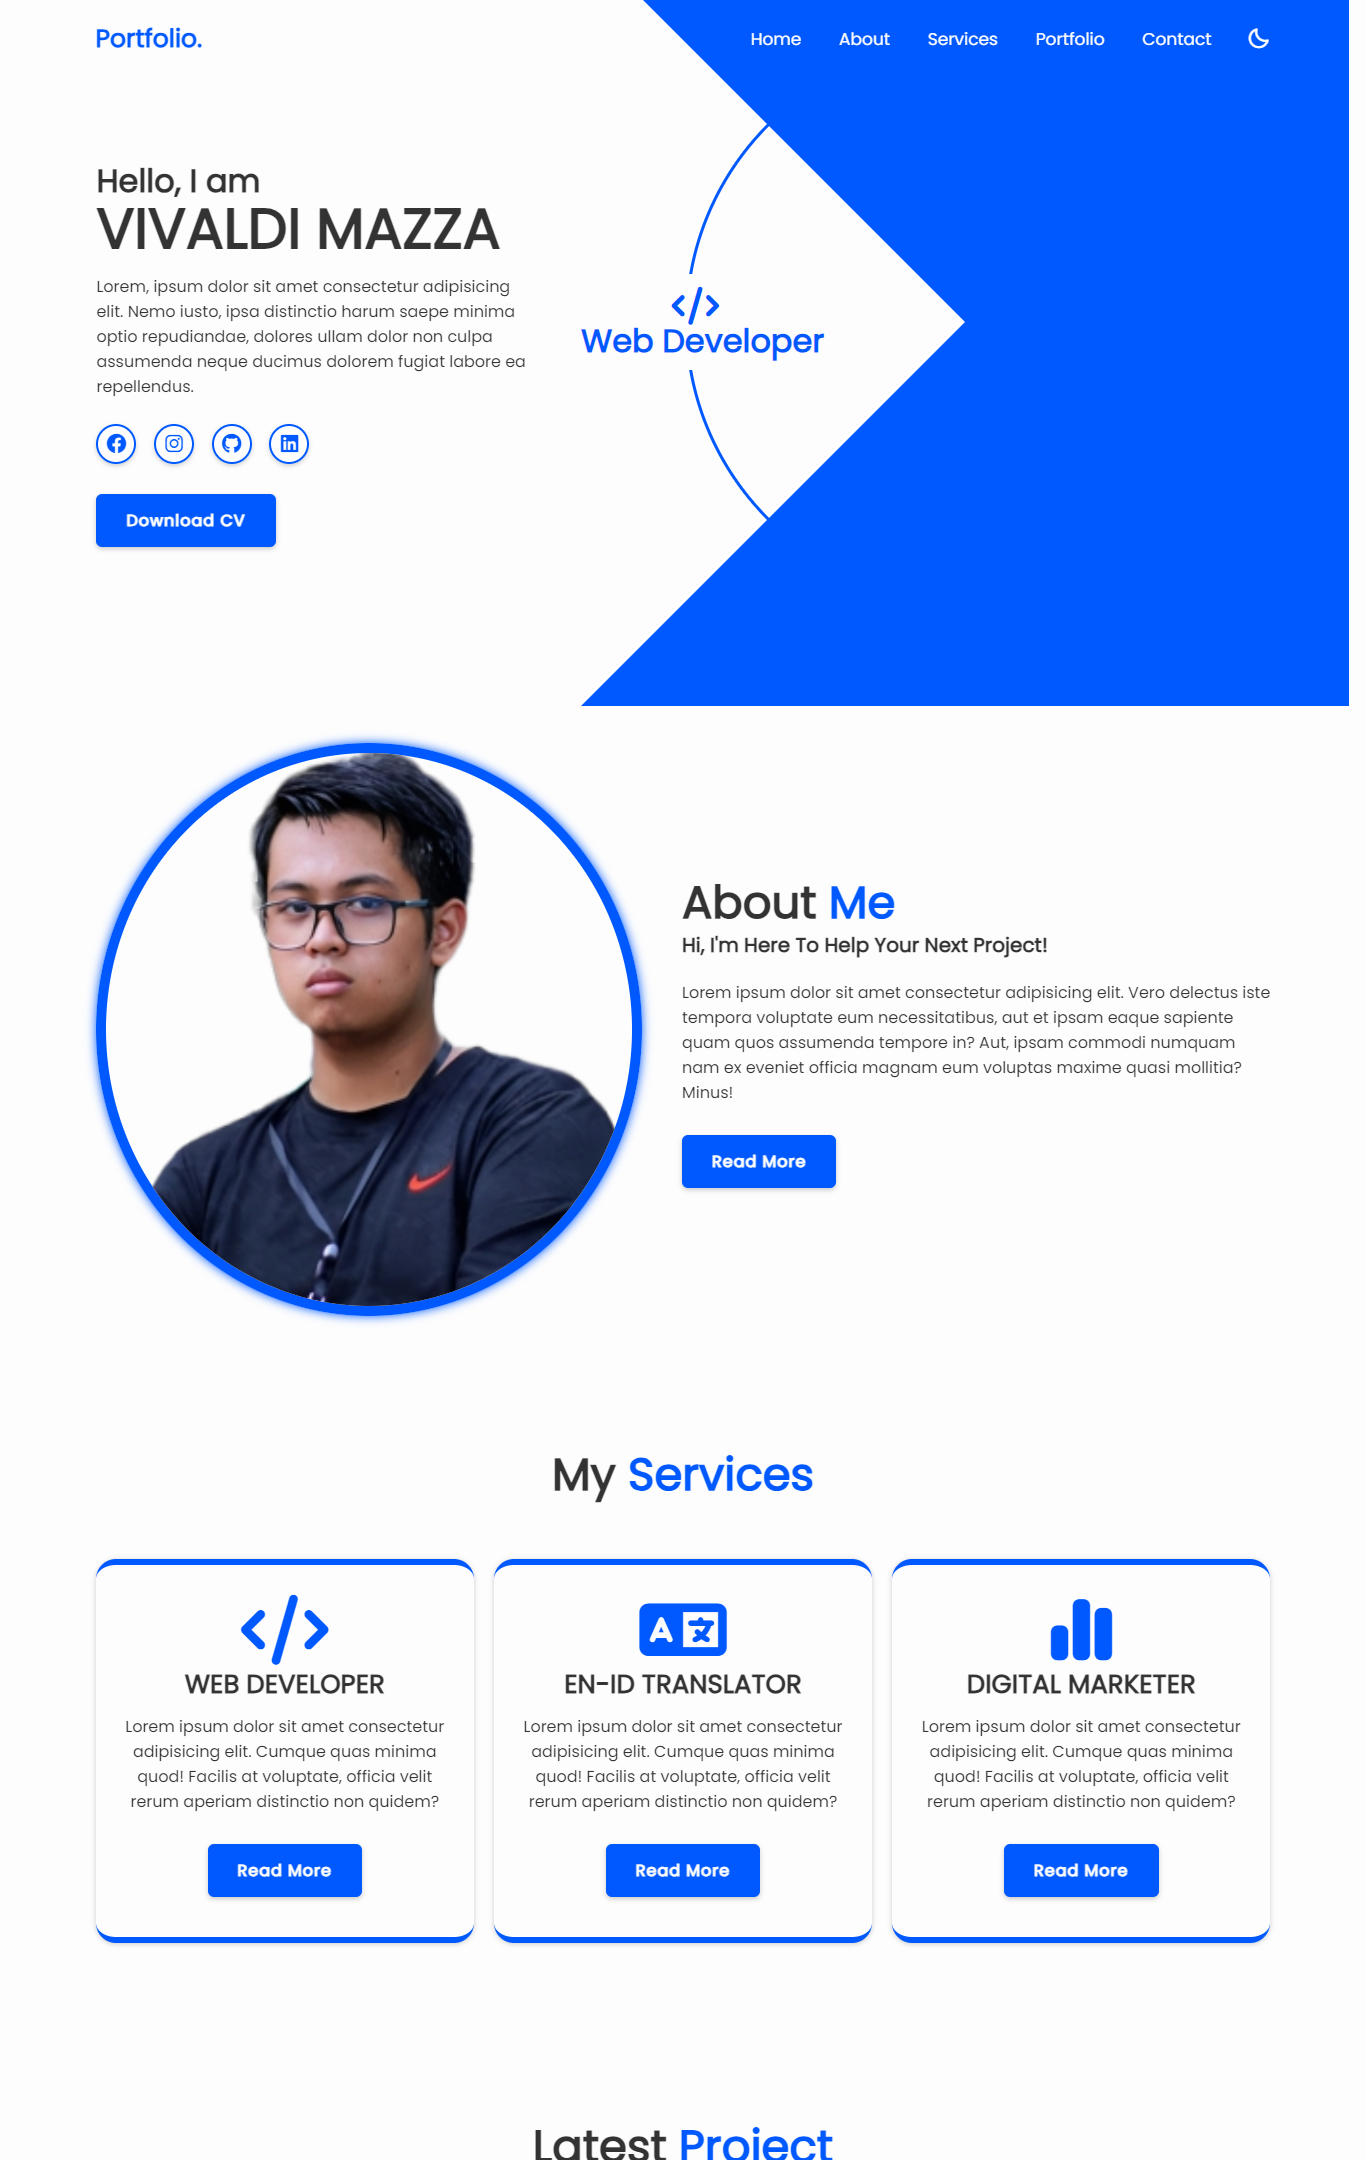 Portfolio.
Home About Services Portfolio Contact
Hello, I am
VIVALDI MAZZA
Lorem, ipsum dolor sit amet consectetur adipisicing
elit. Nemo iusto, ipsa distinctio harum saepe minima
optio repudiandae, dolores ullam dolor non culpa
assumenda neque ducimus dolorem fugiat labore ea
repellendus.
Download CV
Web Developer
About Me
Hi, I'm Here To Help Your Next Project!
Lorem ipsum dolor sit amet consectetur adipisicing elit. Vero delectus iste
tempora voluptate eum necessitatibus, aut et ipsam eaque sapiente
quam quos assumenda tempore in? Aut, ipsam commodi numquam
nam ex eveniet officia magnam eum voluptas maxime quasi mollitia?
Minus!
Read More
My Services
WEB DEVELOPER
Lorem ipsum dolor sit amet consectetur
adipisicing elit. Cumque quas minima
quod! Facilis at voluptate, officia velit
rerum aperiam distinctio non quidem?
Read More
EN-ID TRANSLATOR
Lorem ipsum dolor sit amet consectetur
adipisicing elit. Cumque quas minima
quod! Facilis at voluptate, officia velit
rerum aperiam distinctio non quidem?
Read More
DIGITAL MARKETER
Lorem ipsum dolor sit amet consectetur
adipisicing elit. Cumque quas minima
quod! Facilis at voluptate, officia velit
rerum aperiam distinctio non quidem?
Read More
Latest Project